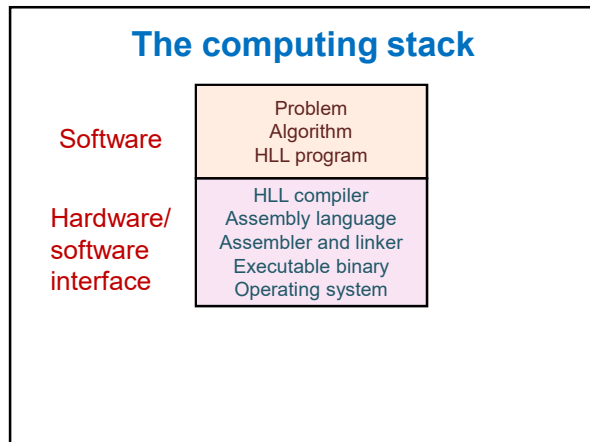 The computing stack
Software
Problem
Algorithm
HLL program
Hardware/
software
interface
HLL compiler
Assembly language
Assembler and linker
Executable binary
Operating system